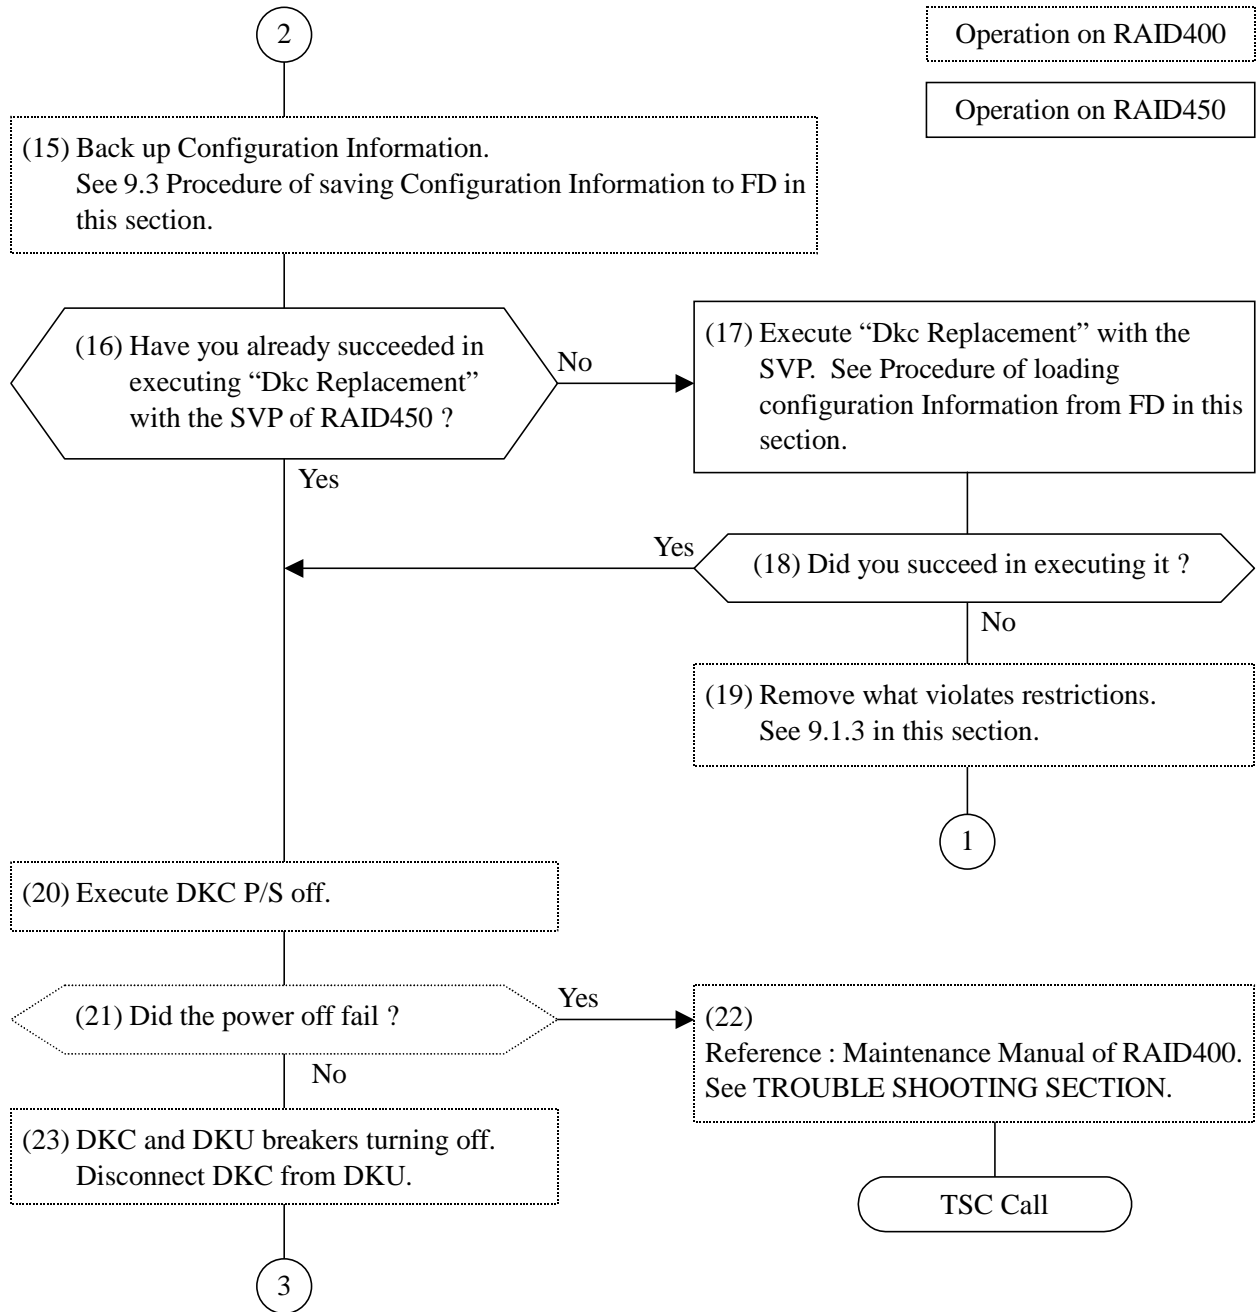 2
Operation on RAID400
Operation on RAID450
(15) Back up Configuration Information.
See 9.3 Procedure of saving Configuration Information to FD in
this section.
(16) Have you already succeeded in
executing “Dkc Replacement”
with the SVP of RAID450 ?
No
Yes
(17) Execute “Dkc Replacement” with the
SVP. See Procedure of loading
configuration Information from FD in this
section.
(18) Did you succeed in executing it ?
Yes
No
(19) Remove what violates restrictions.
See 9.1.3 in this section.
1
(20) Execute DKC P/S off.
(21) Did the power off fail ?
Yes
No
(22)
Reference : Maintenance Manual of RAID400.
See TROUBLE SHOOTING SECTION.
(23) DKC and DKU breakers turning off.
Disconnect DKC from DKU.
TSC Call
3